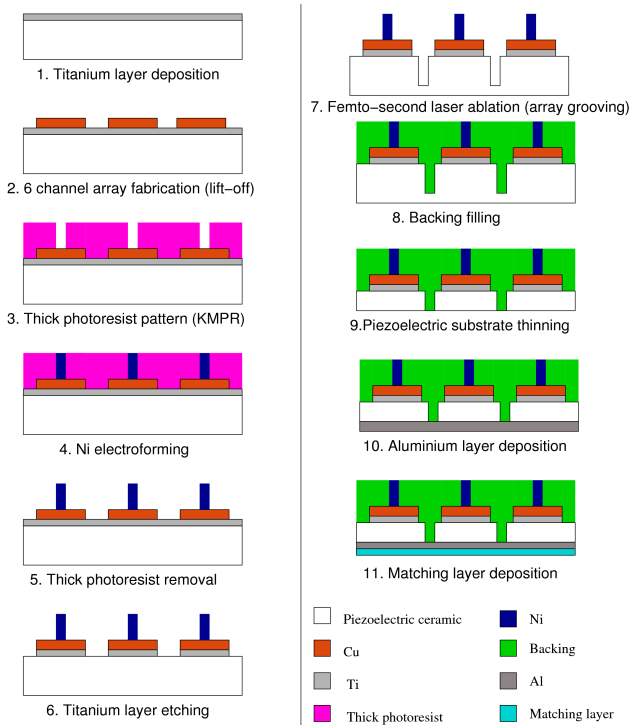 1. Titanium layer deposition
2. 6 channel array fabrication (lift−off)
3. Thick photoresist pattern (KMPR)
4. Ni electroforming
5. Thick photoresist removal
6. Titanium layer etching
7. Femto−second laser ablation (array grooving)
8. Backing filling
9.Piezoelectric substrate thinning
10. Aluminium layer deposition
11. Matching layer deposition
Piezoelectric ceramic
Ni
Cu
Backing
Ti
Al
Thick photoresist
Matching layer